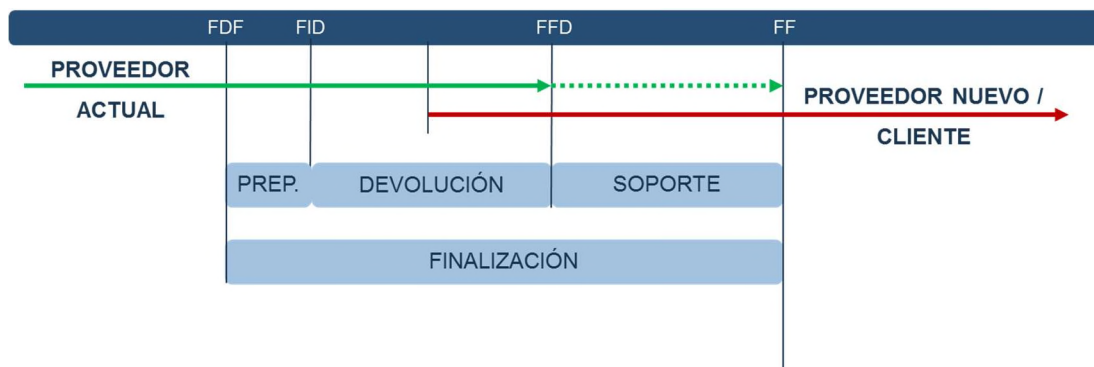 FDF FID FFD FF
PROVEEDOR
ACTUAL
PROVEEDOR NUEVO /
CLIENTE
PREP. DEVOLUCIÓN SOPORTE
FINALIZACIÓN